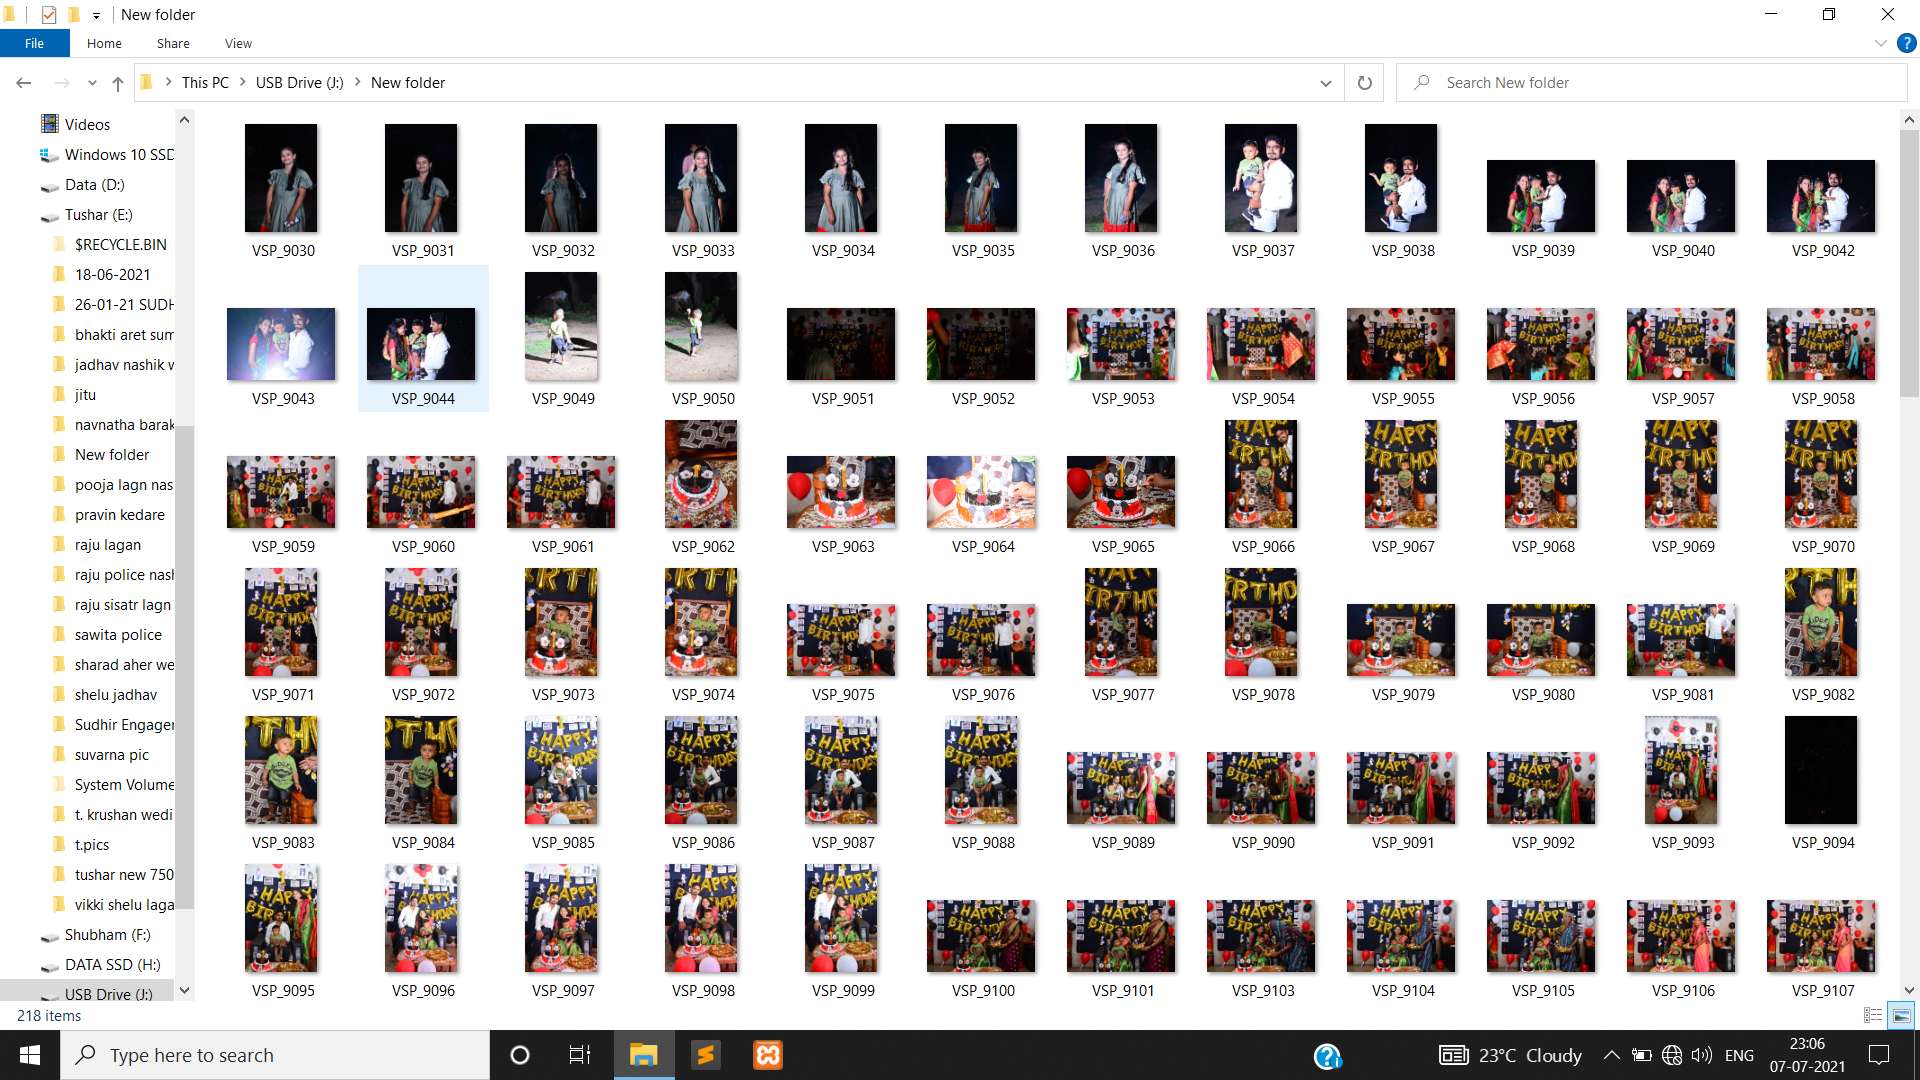 New folder
File Home Share View
This PC USB Drive (J:) New folder
Search New folder
Videos
Windows 10 SSD
Data (D:)
Tushar (E:)
$RECYCLE.BIN
18-06-2021
26-01-21 SUDH
bhakti aret sum
jadhav nashik w
jitu
navnatha barak
New folder
pooja lagn nas
pravin kedare
raju lagan
raju police nash
raju sisatr lagn
sawita police
sharad aher we
shelu jadhav
Sudhir Engager
suvarna pic
System Volume
t. krushan wedi
t.pics
tushar new 750
vikki shelu laga
Shubham (F:)
DATA SSD (H:)
USB Drive (J:)
VSP_9030 VSP_9031 VSP_9032 VSP_9033 VSP_9034 VSP_9035 VSP_9036 VSP_9037 VSP_9038 VSP_9039 VSP_9040 VSP_9042
VSP_9043 VSP_9044 VSP_9049 VSP_9050 VSP_9051 VSP_9052 VSP_9053 VSP_9054 VSP_9055 VSP_9056 VSP_9057 VSP_9058
VSP_9059 VSP_9060 VSP_9061 VSP_9062 VSP_9063 VSP_9064 VSP_9065 VSP_9066 VSP_9067 VSP_9068 VSP_9069 VSP_9070
VSP_9071 VSP_9072 VSP_9073 VSP_9074 VSP_9075 VSP_9076 VSP_9077 VSP_9078 VSP_9079 VSP_9080 VSP_9081 VSP_9082
VSP_9083 VSP_9084 VSP_9085 VSP_9086 VSP_9087 VSP_9088 VSP_9089 VSP_9090 VSP_9091 VSP_9092 VSP_9093 VSP_9094
VSP_9095 VSP_9096 VSP_9097 VSP_9098 VSP_9099 VSP_9100 VSP_9101 VSP_9103 VSP_9104 VSP_9105 VSP_9106 VSP_9107
218 items
Type here to search
23°C Cloudy
ENG
23:06
07-07-2021